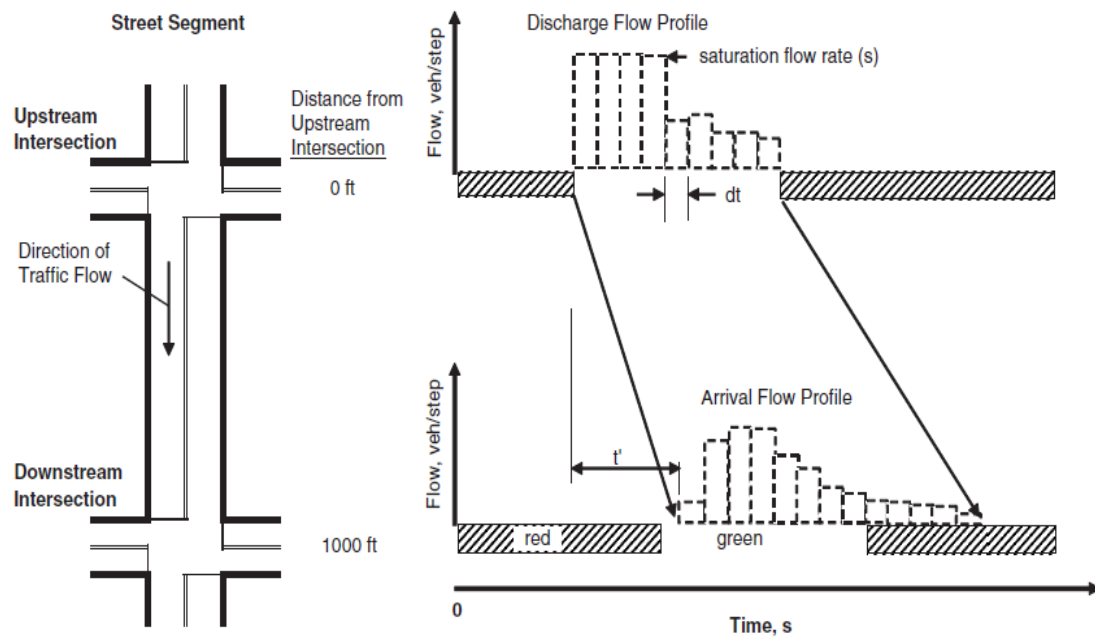 Street Segment
Upstream
Intersection
Distance from
Upstream
Intersection
0 ft
Direction of
Traffic Flow
Downstream
Intersection
1000 ft
Discharge Flow Profile
saturation flow rate (s)
Flow, veh/step
dt
Arrival Flow Profile
Flow, veh/step
t'
red
green
0
Time, s